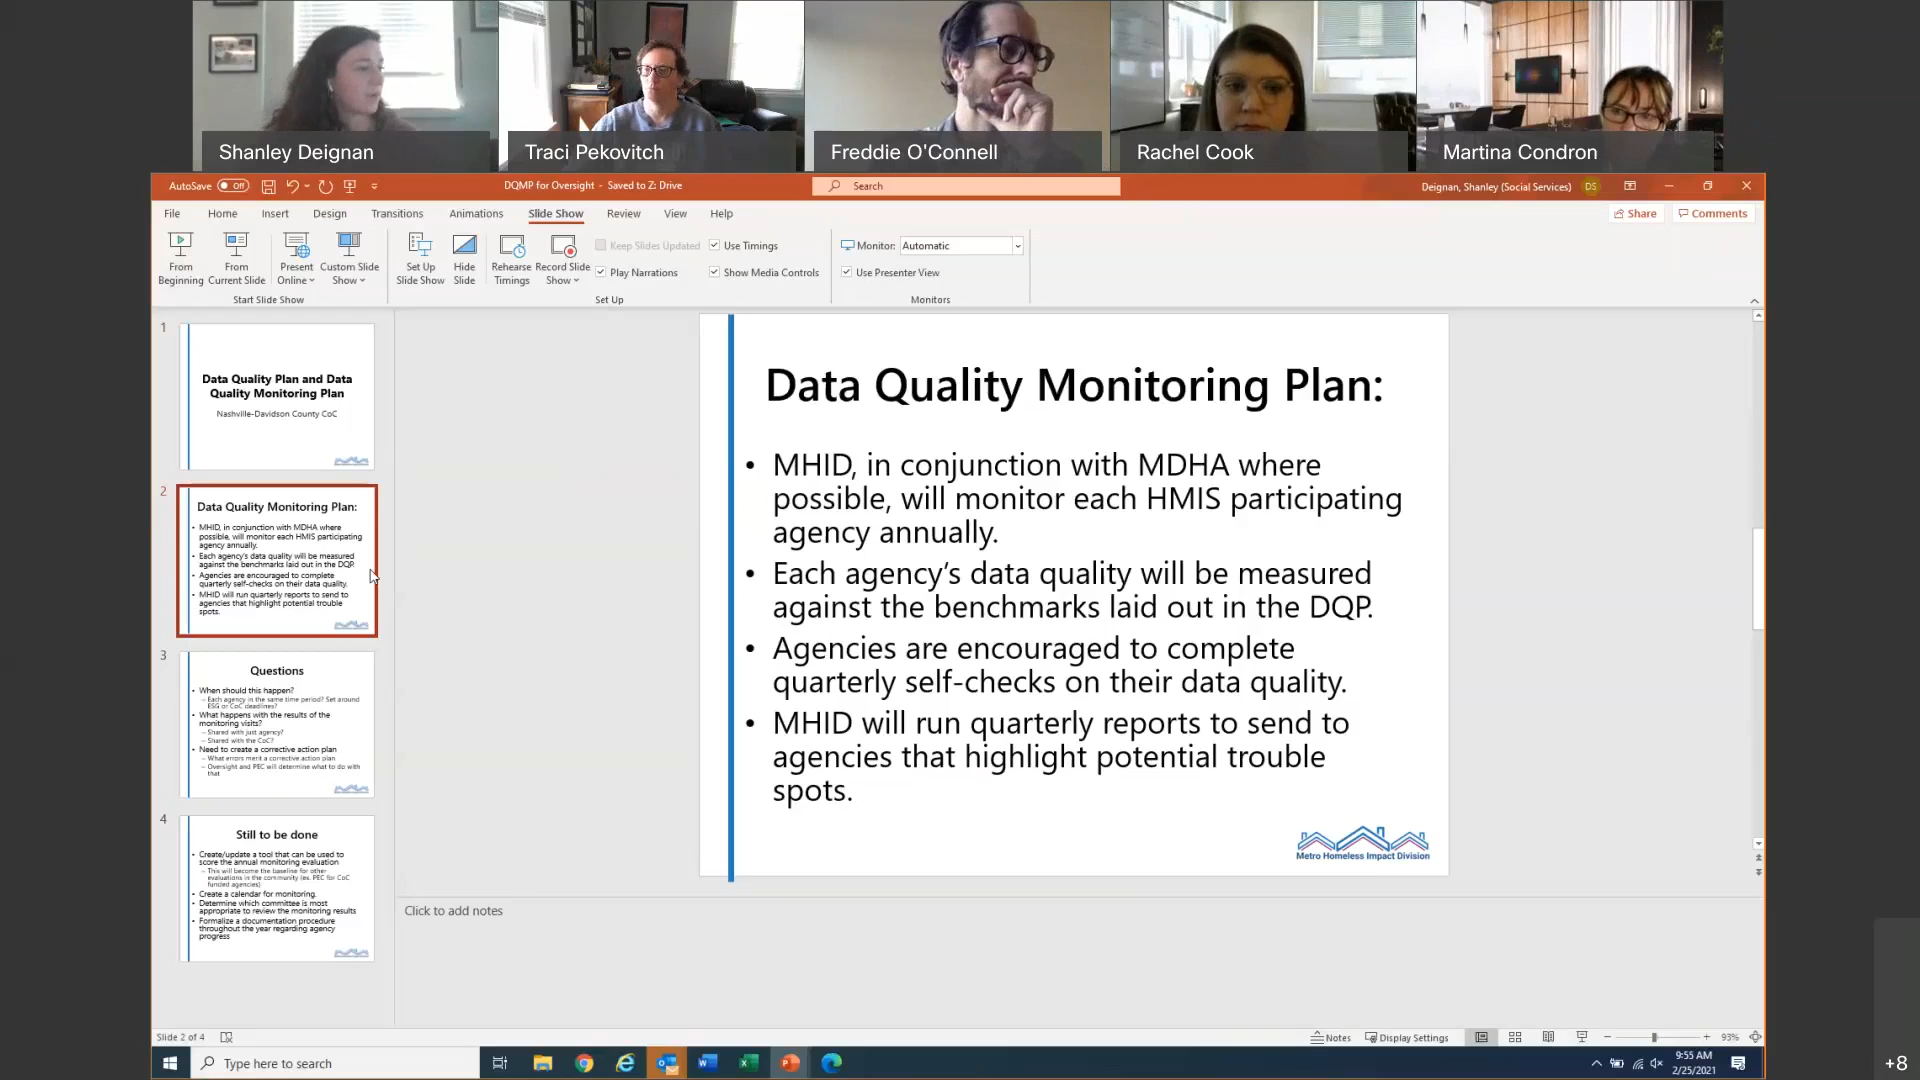 Shanley Deignan
Traci Pekovitch
Freddie O'Connell
Rachel Cook
Martina Condron
AutoSave Off
DQMP for Oversight - Saved to Z: Drive
Search
Deignan, Shanley (Social Services) DS
File Home Insert Design Transitions Animations Slide Show Review View Help
Share Comments
From Beginning
From Current Slide
Present Online
Custom Slide Show
Start Slide Show
Set Up Slide Show
Hide Slide
Rehearse Timings
Record Slide Show
Keep Slides Updated
Play Narrations
Use Timings
Show Media Controls
Set Up
Monitor: Automatic
Use Presenter View
Monitors
1
Data Quality Plan and Data
Quality Monitoring Plan
Nashville-Davidson County CoC
2
Data Quality Monitoring Plan:
• MHID, in conjunction with MDHA where
possible, will monitor each HMIS participating
agency annually.
• Each agency's data quality will be measured
against the benchmarks laid out in the DQP.
• Agencies are encouraged to complete
quarterly self-checks on their data quality.
• MHID will run quarterly reports to send to
agencies that highlight potential trouble
spots.
3
Questions
• When should this happen?
– Each agency in the same time period? Set around
ESG or CoC deadlines?
• What happens with the results of the
monitoring visits?
– Shared with just agency?
– Shared with the CoC?
• Need to create a corrective action plan
– What errors merit a corrective action plan
– Oversight and PEC will determine what to do with
that
4
Still to be done
• Create/update a tool that can be used to
score the annual monitoring evaluation
– This will become the baseline for other
evaluations in the community (ex. PEC for CoC
funded agencies)
• Create a calendar for monitoring.
• Determine which committee is most
appropriate to review the monitoring results
• Formalize a documentation procedure
throughout the year regarding agency
progress
Data Quality Monitoring Plan:
• MHID, in conjunction with MDHA where
possible, will monitor each HMIS participating
agency annually.
• Each agency's data quality will be measured
against the benchmarks laid out in the DQP.
• Agencies are encouraged to complete
quarterly self-checks on their data quality.
• MHID will run quarterly reports to send to
agencies that highlight potential trouble
spots.
Metro Homeless Impact Division
Click to add notes
Slide 2 of 4
Notes Display Settings 93%
Type here to search
9:55 AM
2/25/2021
+8